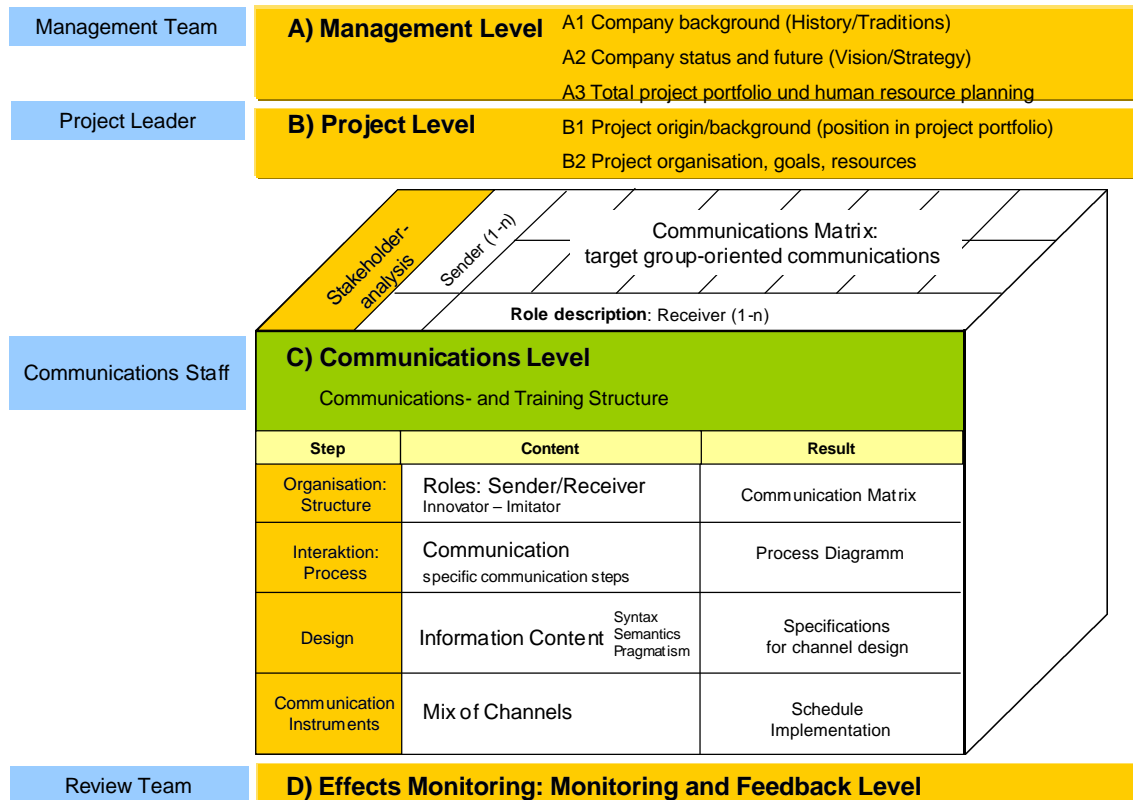 Management Team
A) Management Level
A1 Company background (History/Traditions)
A2 Company status and future (Vision/Strategy)
A3 Total project portfolio und human resource planning
Project Leader
B) Project Level
B1 Project origin/background (position in project portfolio)
B2 Project organisation, goals, resources
Stakeholder-
analysis
Sender (1-n)
Communications Matrix:
target group-oriented communications
Role description: Receiver (1-n)
Communications Staff
C) Communications Level
Communications- and Training Structure
Step
Content
Result
Organisation:
Structure
Roles: Sender/Receiver
Innovator – Imitator
Communication Matrix
Interaktion:
Process
Communication
specific communication steps
Process Diagramm
Design
Information Content
Syntax
Semantics
Pragmatism
Specifications
for channel design
Communication
Instruments
Mix of Channels
Schedule
Implementation
Review Team
D) Effects Monitoring: Monitoring and Feedback Level